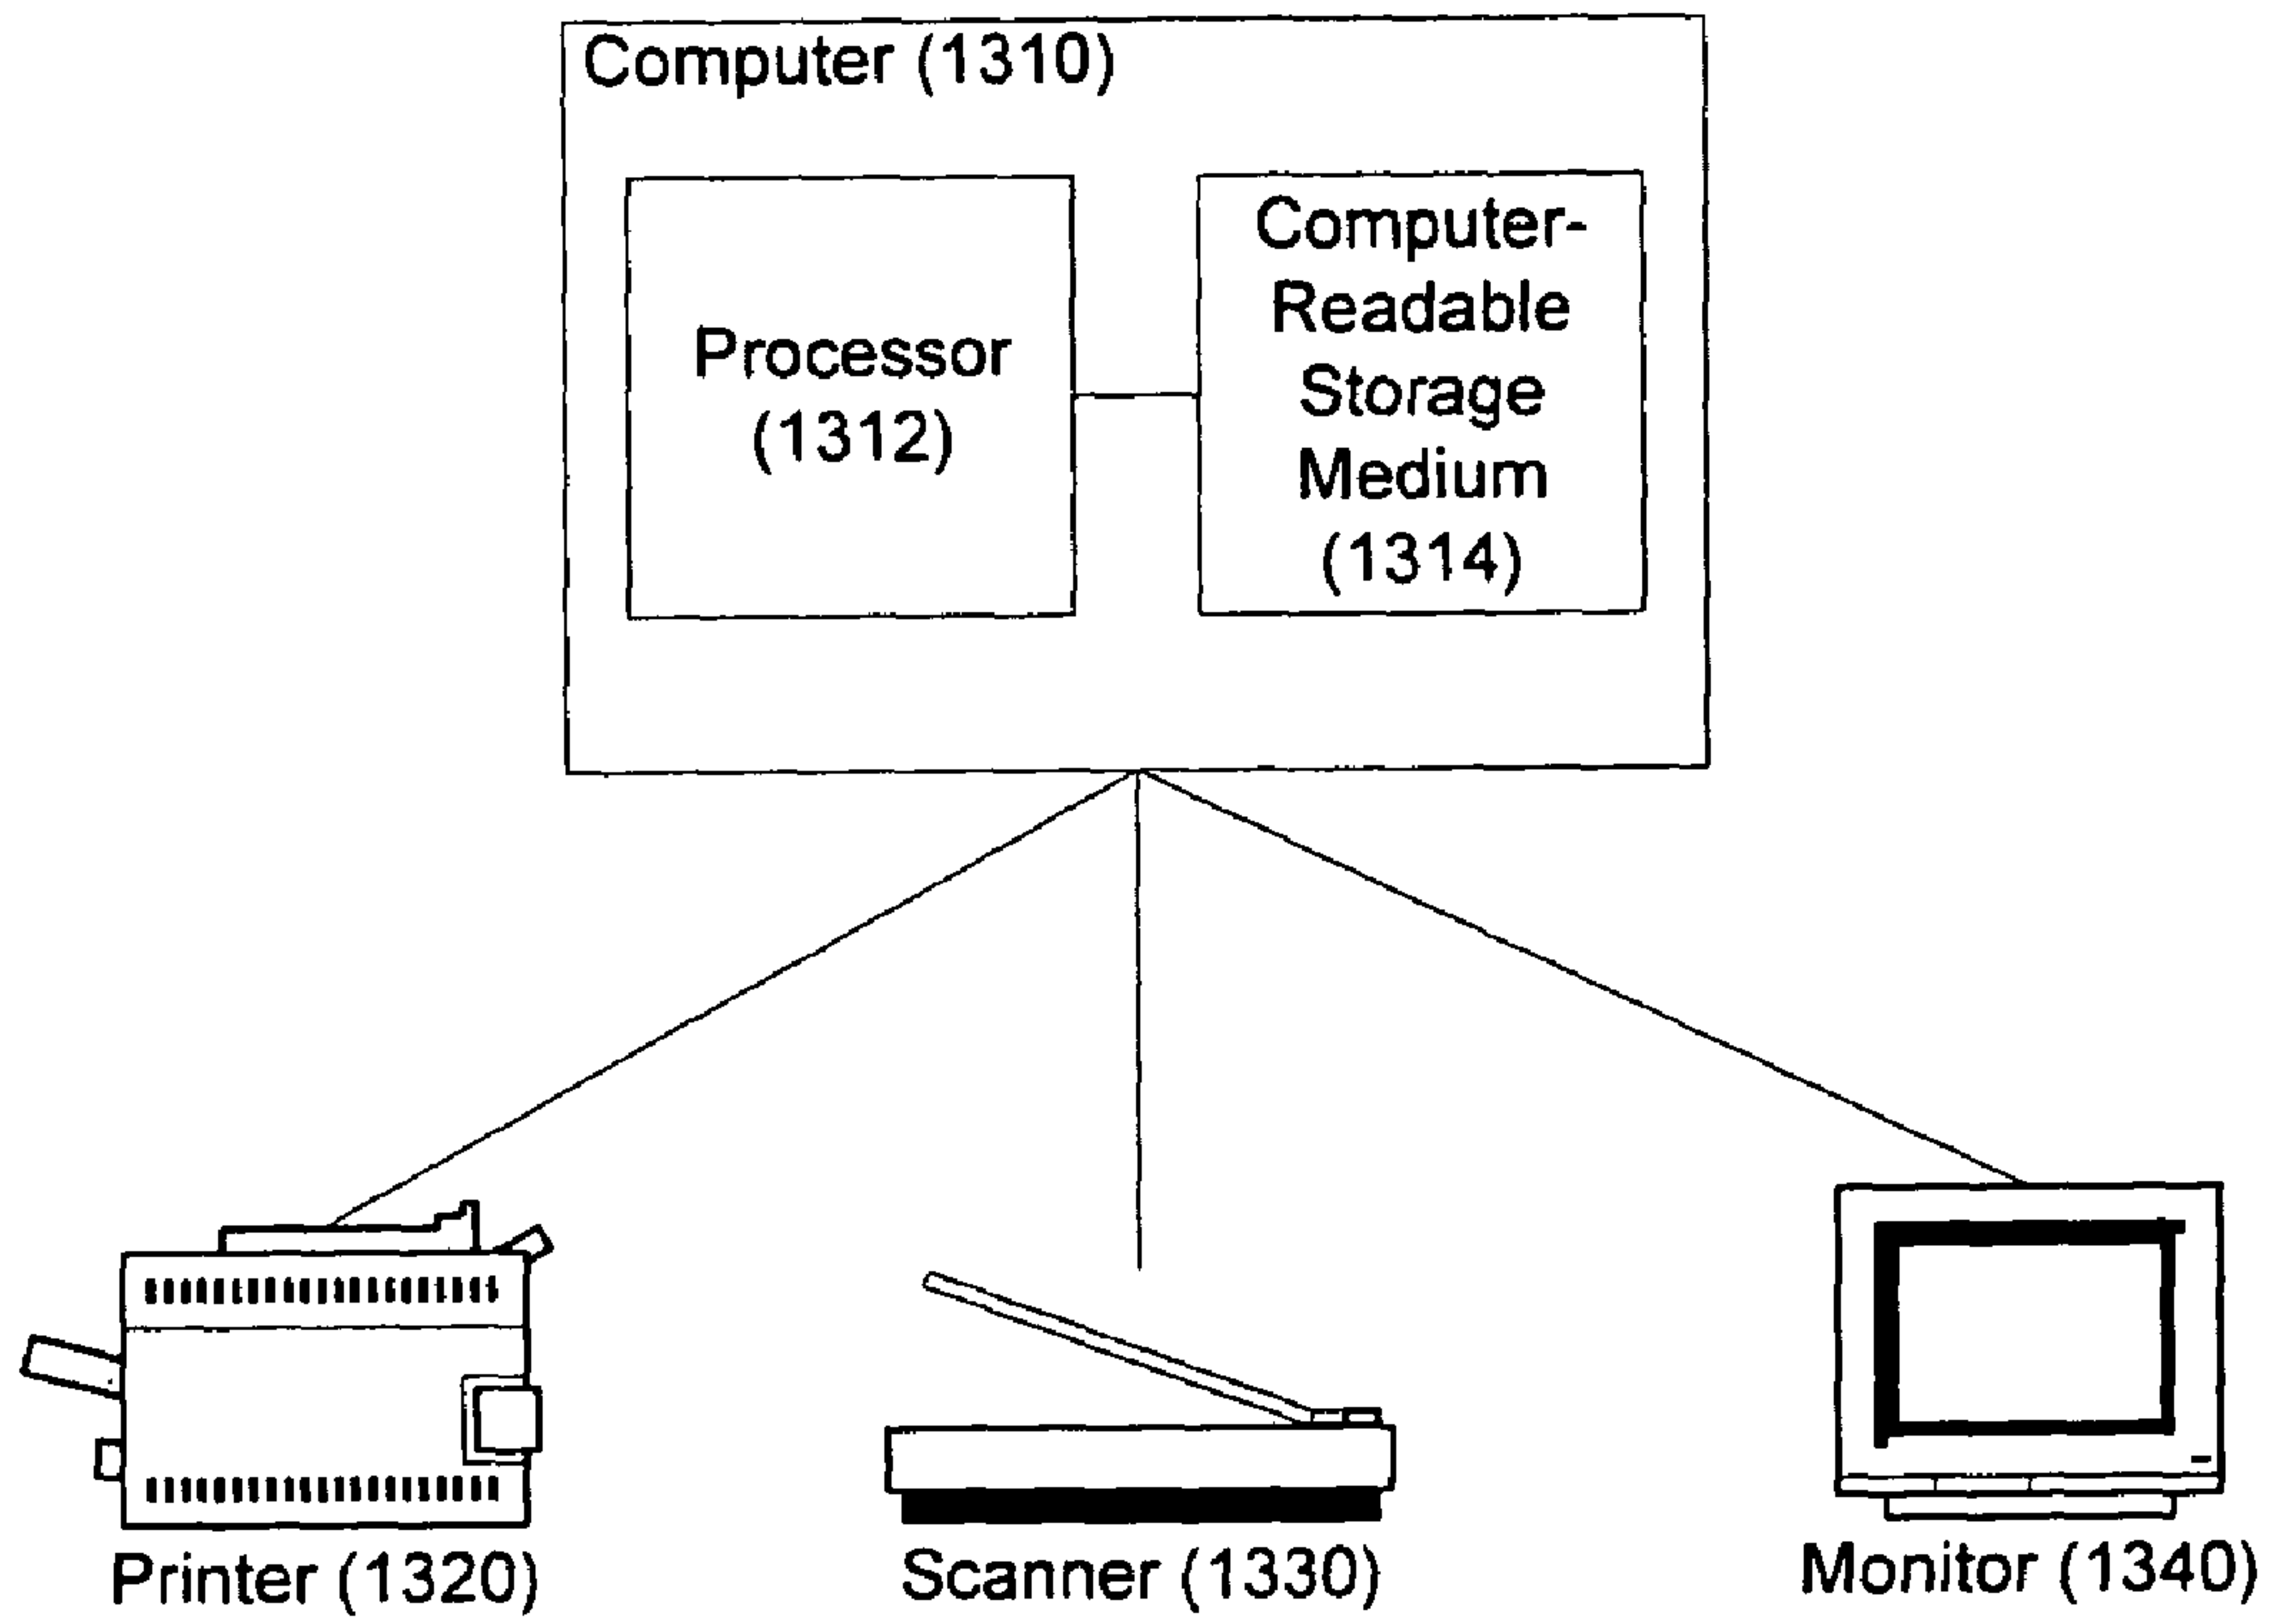 Computer (1310)
Processor
(1312)
Computer-
Readable
Storage
Medium
(1314)
Printer (1320)
Scanner (1330)
Monitor (1340)